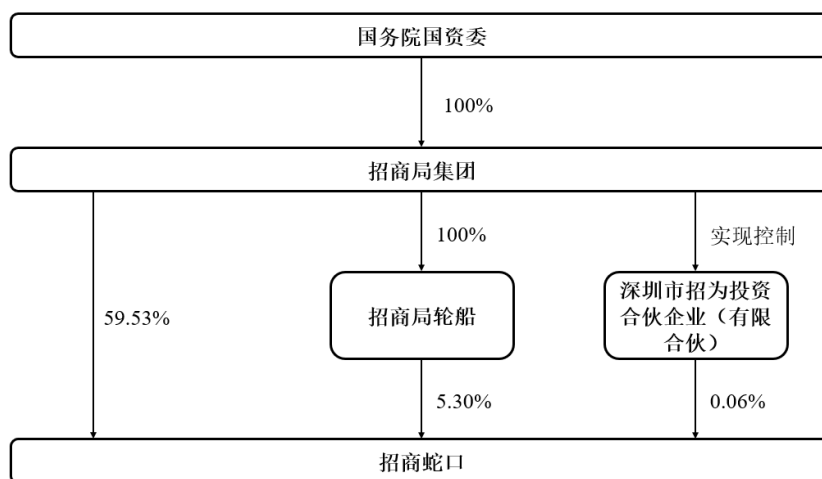 国务院国资委
100%
招商局集团
100%
实现控制
59.53%
招商局轮船
深圳市招为投资
合伙企业（有限
合伙）
5.30%
0.06%
招商蛇口